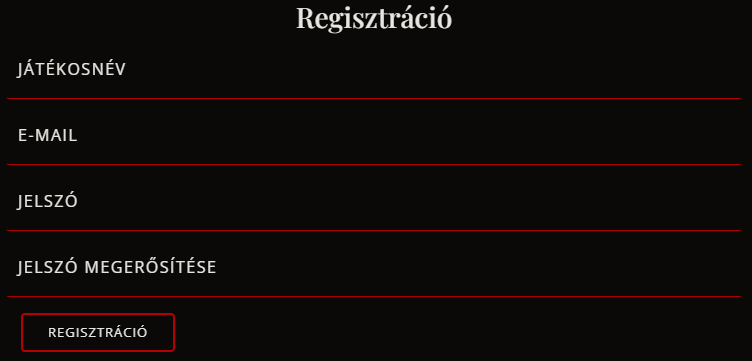 Regisztráció
JÁTÉKOSNÉV
E-MAIL
JELSZÓ
JELSZÓ MEGERŐSÍTÉSE
REGISZTRÁCIÓ